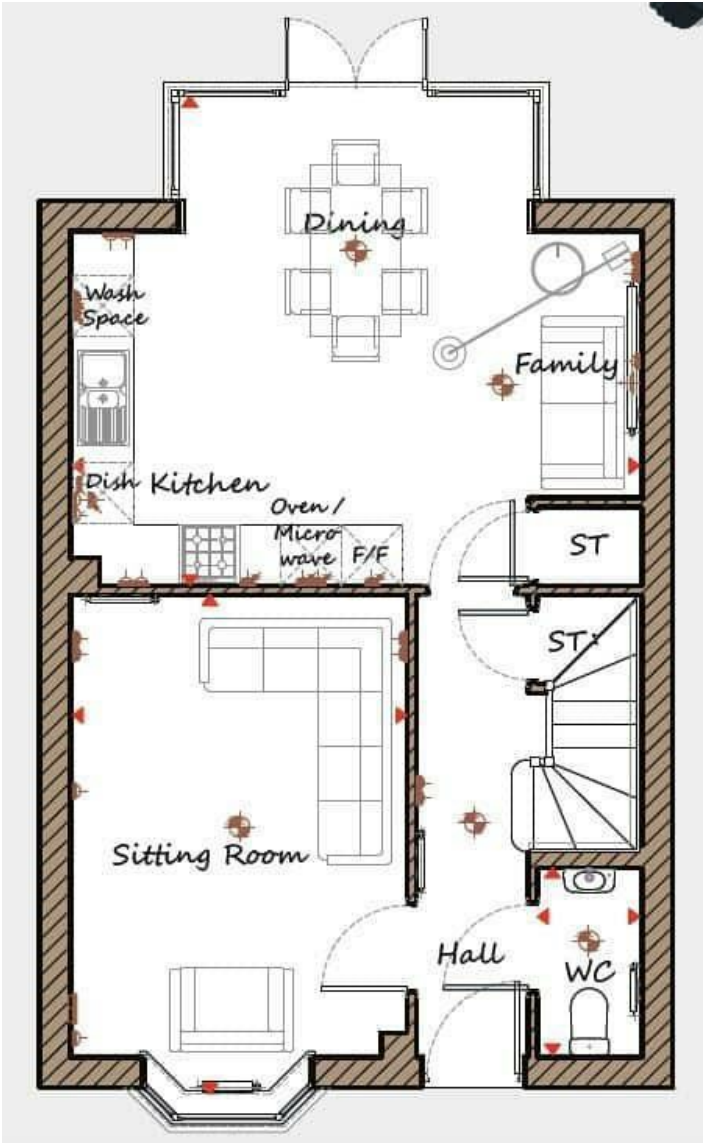 Dining
Wash
Space
Family
Dish
Kitchen
Oven /
Micro
wave
F/F
ST
ST
Sitting Room
Hall
WC